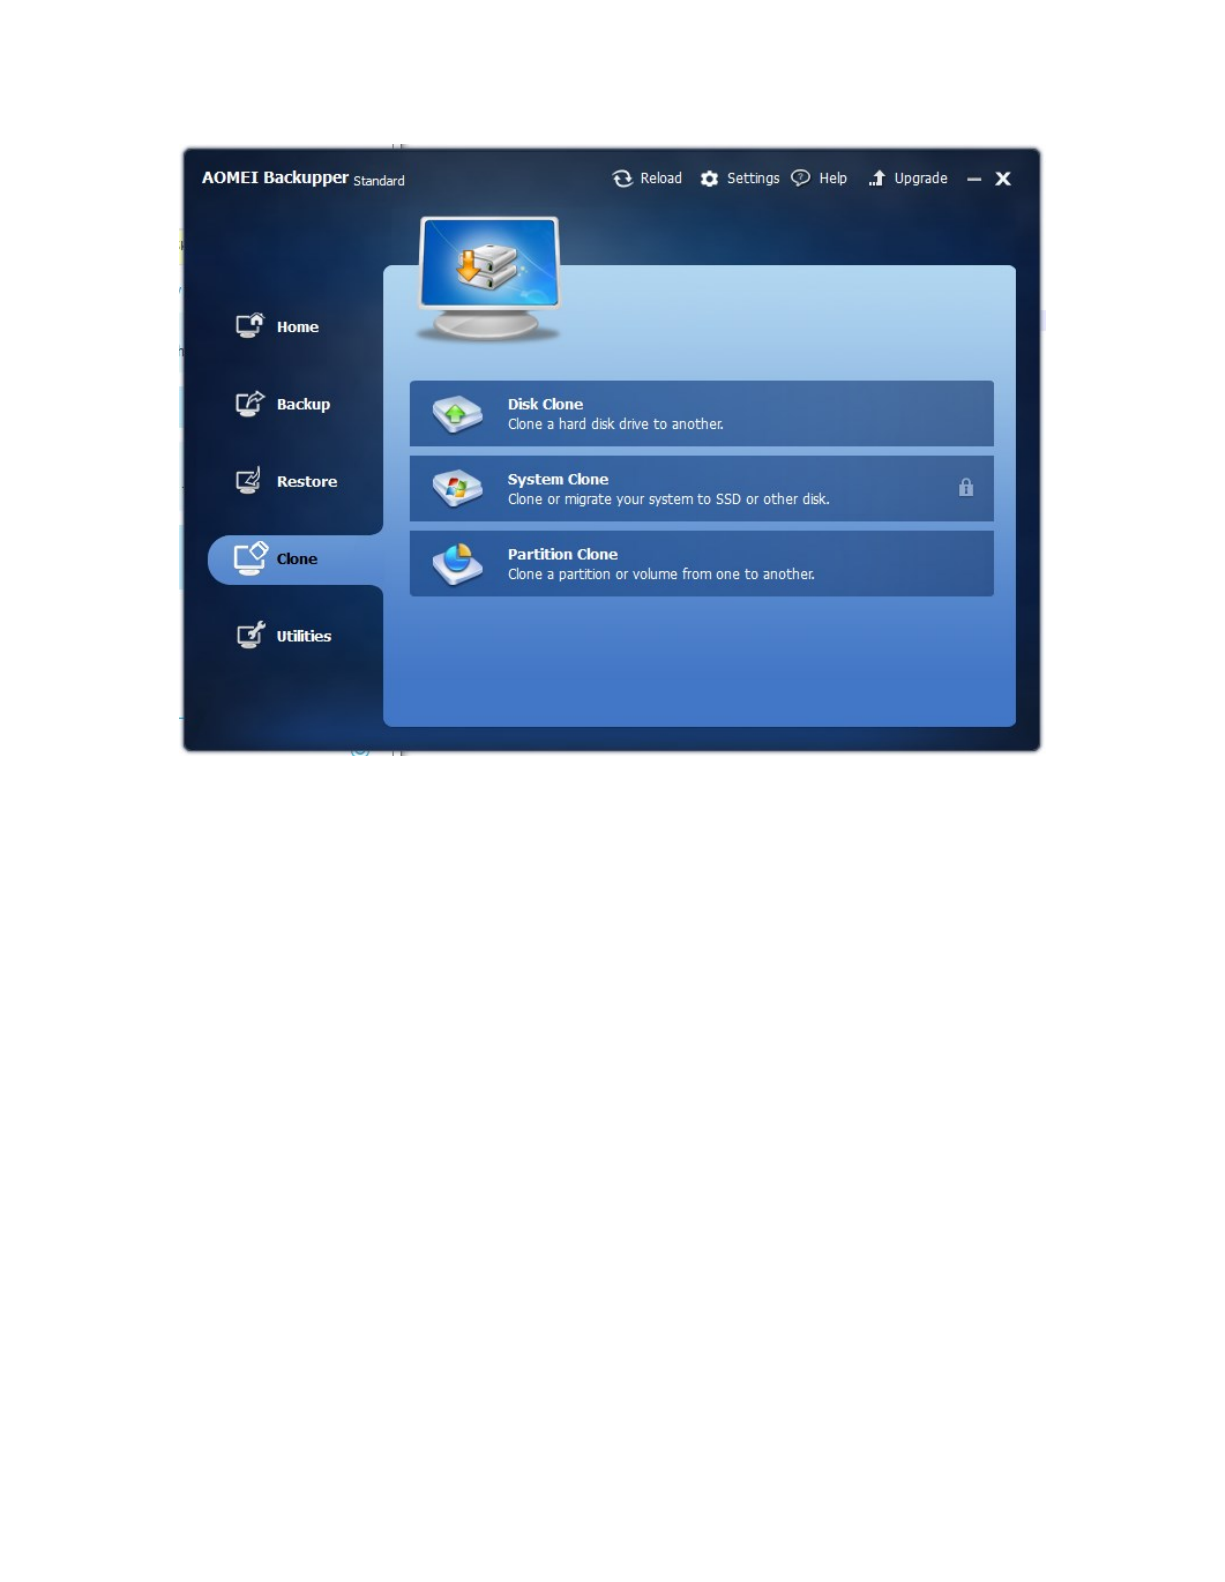 AOMEI Backupper Standard
Reload Settings Help Upgrade
Home
Backup
Restore
Clone
Utilities
Disk Clone
Clone a hard disk drive to another.
System Clone
Clone or migrate your system to SSD or other disk.
Partition Clone
Clone a partition or volume from one to another.